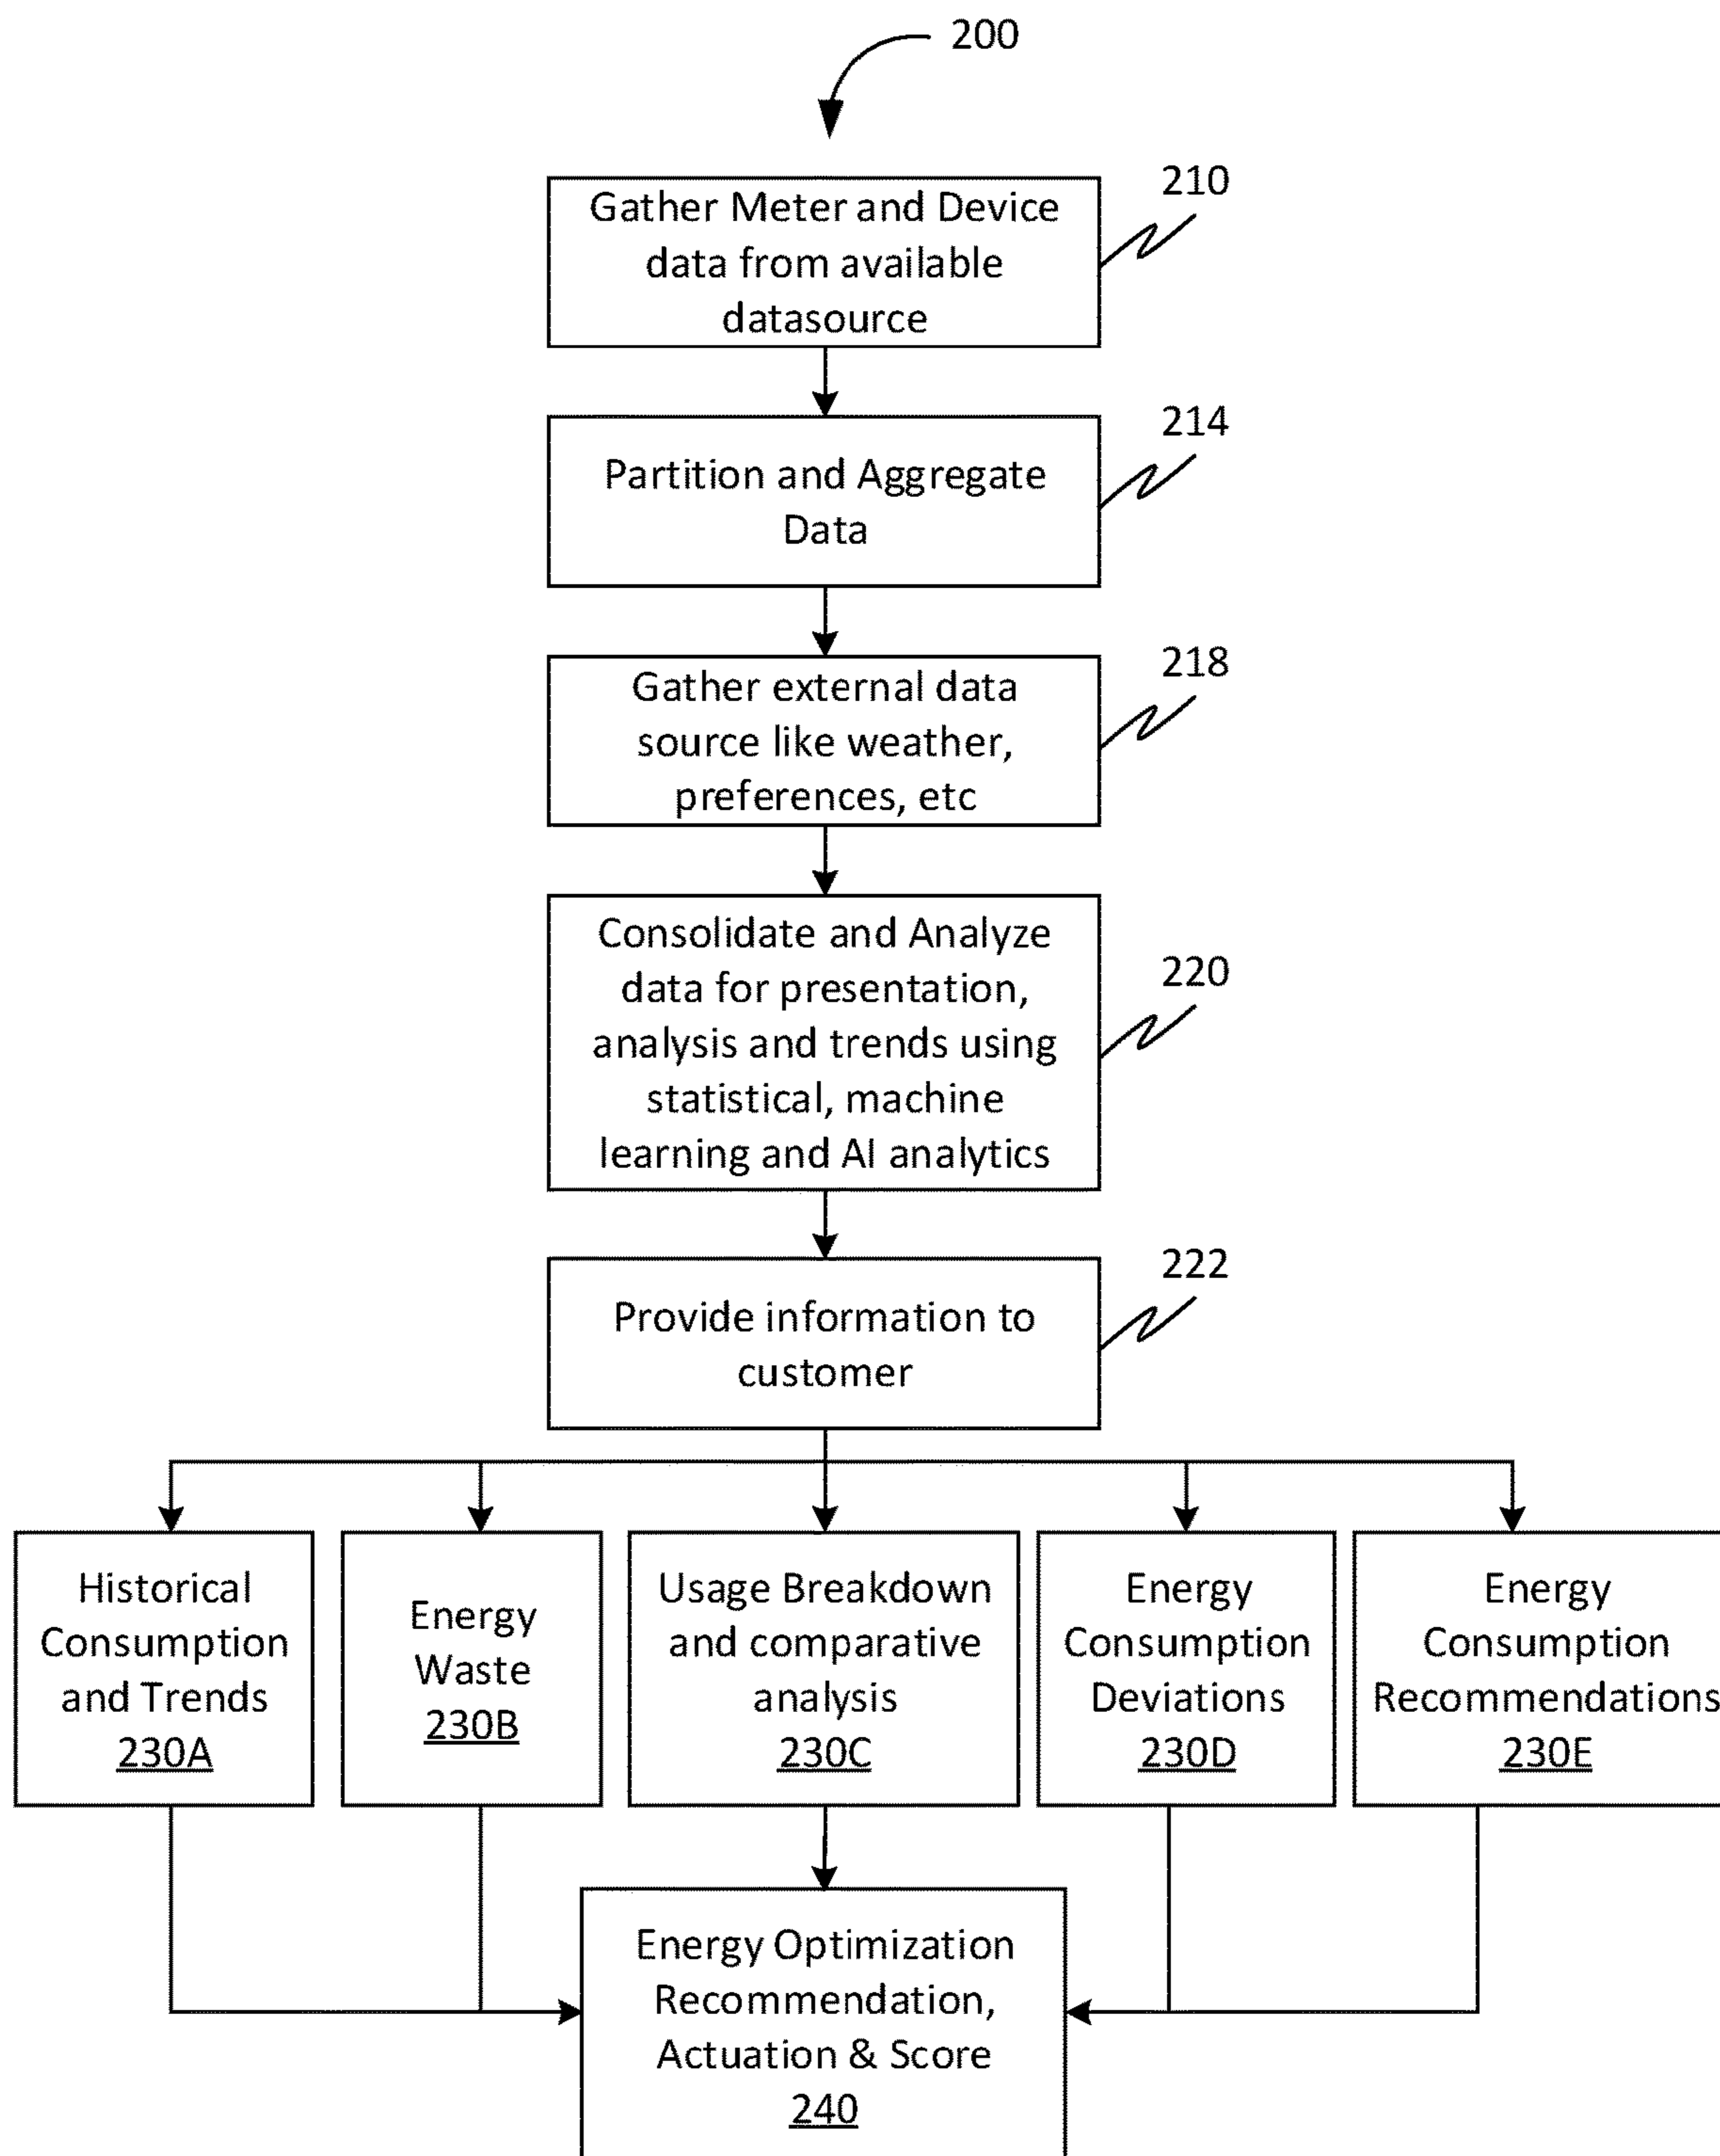 200
Gather Meter and Device
data from available
datasource
210
Partition and Aggregate
Data
214
Gather external data
source like weather,
preferences, etc
218
Consolidate and Analyze
data for presentation,
analysis and trends using
statistical, machine
learning and AI analytics
220
Provide information to
customer
222
Historical
Consumption
and Trends
230A
Energy
Waste
230B
Usage Breakdown
and comparative
analysis
230C
Energy
Consumption
Deviations
230D
Energy
Consumption
Recommendations
230E
Energy Optimization
Recommendation,
Actuation & Score
240